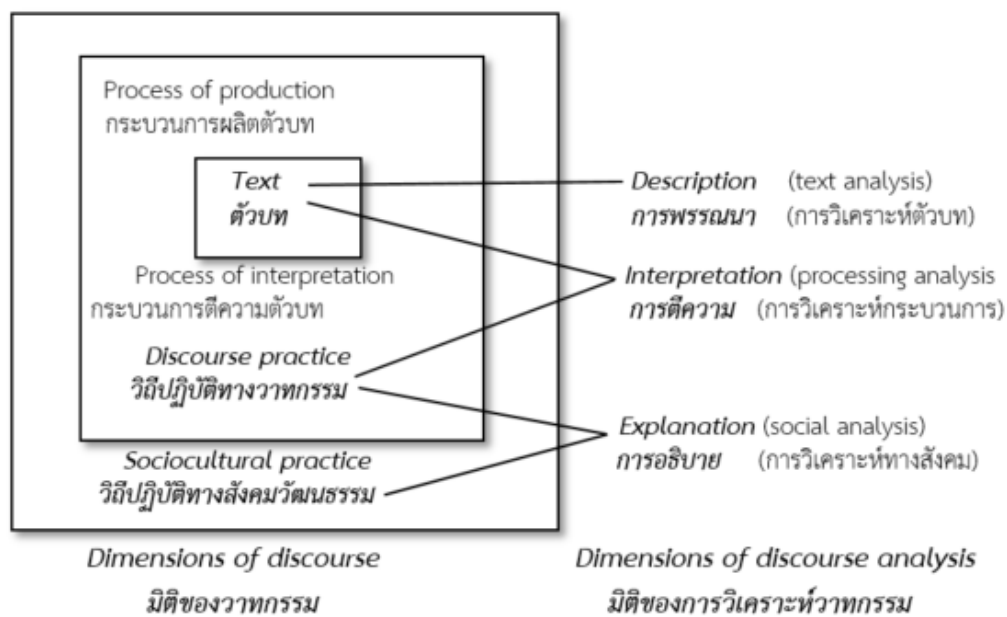 Process of production
กระบวนการผลิตตัวบท
Text
ตัวบท
Process of interpretation
กระบวนการตีความตัวบท
Discourse practice
วิถีปฏิบัติทางวาทกรรม
Sociocultural practice
วิถีปฏิบัติทางสังคมวัฒนธรรม
Description (text analysis)
การพรรณนา (การวิเคราะห์ตัวบท)
Interpretation (processing analysis
การตีความ (การวิเคราะห์กระบวนการ)
Explanation (social analysis)
การอธิบาย (การวิเคราะห์ทางสังคม)
Dimensions of discourse
มิติของวาทกรรม
Dimensions of discourse analysis
มิติของการวิเคราะห์วาทกรรม